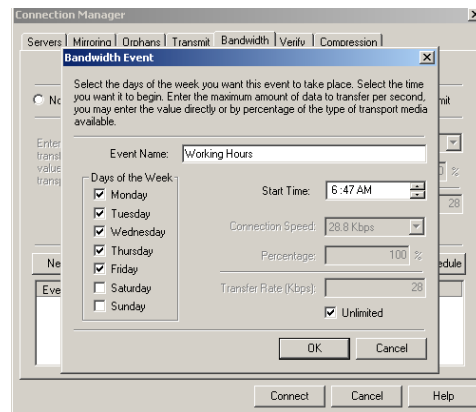 Connection Manager
Servers Mirroring Orphans Transmit Bandwidth Verify Compression
Bandwidth Event
Select the days of the week you want this event to take place. Select the time
you want it to begin. Enter the maximum amount of data to transfer per second,
you may enter the value directly or by percentage of the type of transport media
available.
Event Name: Working Hours
Days of the Week
Monday
Tuesday
Wednesday
Thursday
Friday
Saturday
Sunday
Start Time: 6:47 AM
Connection Speed: 28.8 Kbps
Percentage: 100 %
Transfer Rate (Kbps): 28
Unlimited
OK Cancel
%
28
Connect Cancel Help